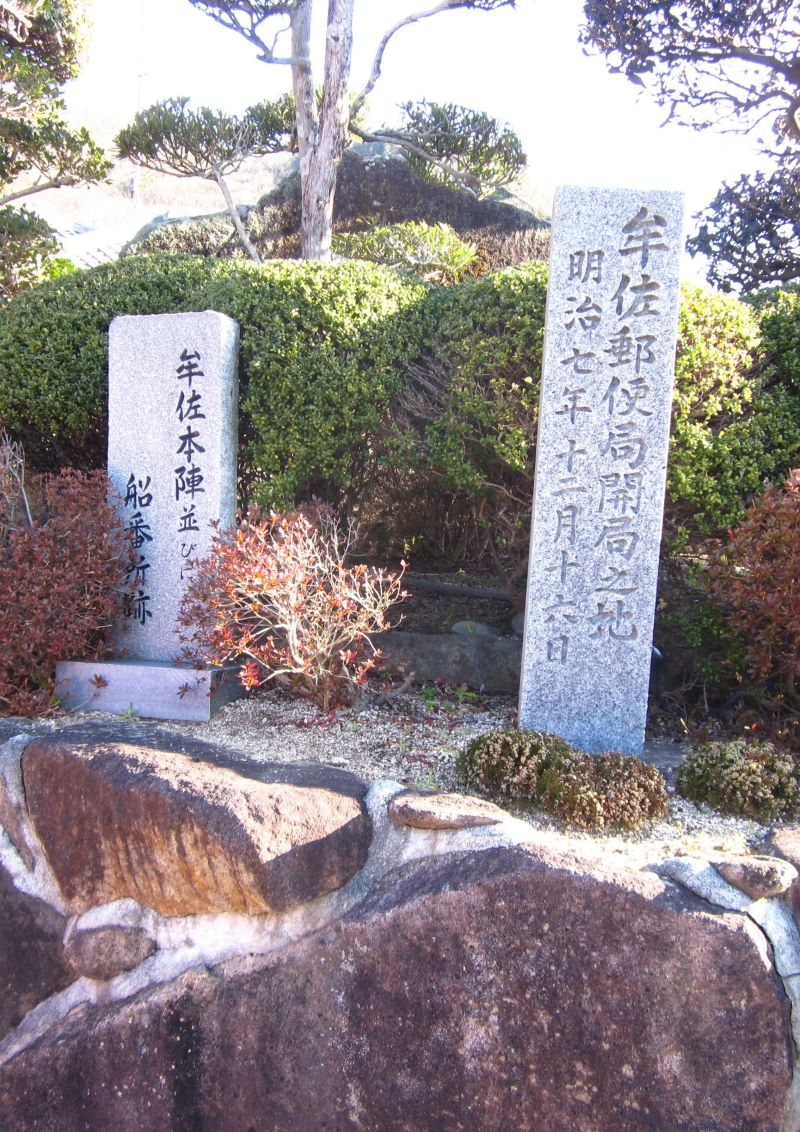 牟佐郵便局開局之地
明治七年十二月十六日
牟佐本陣並びに
船番所跡